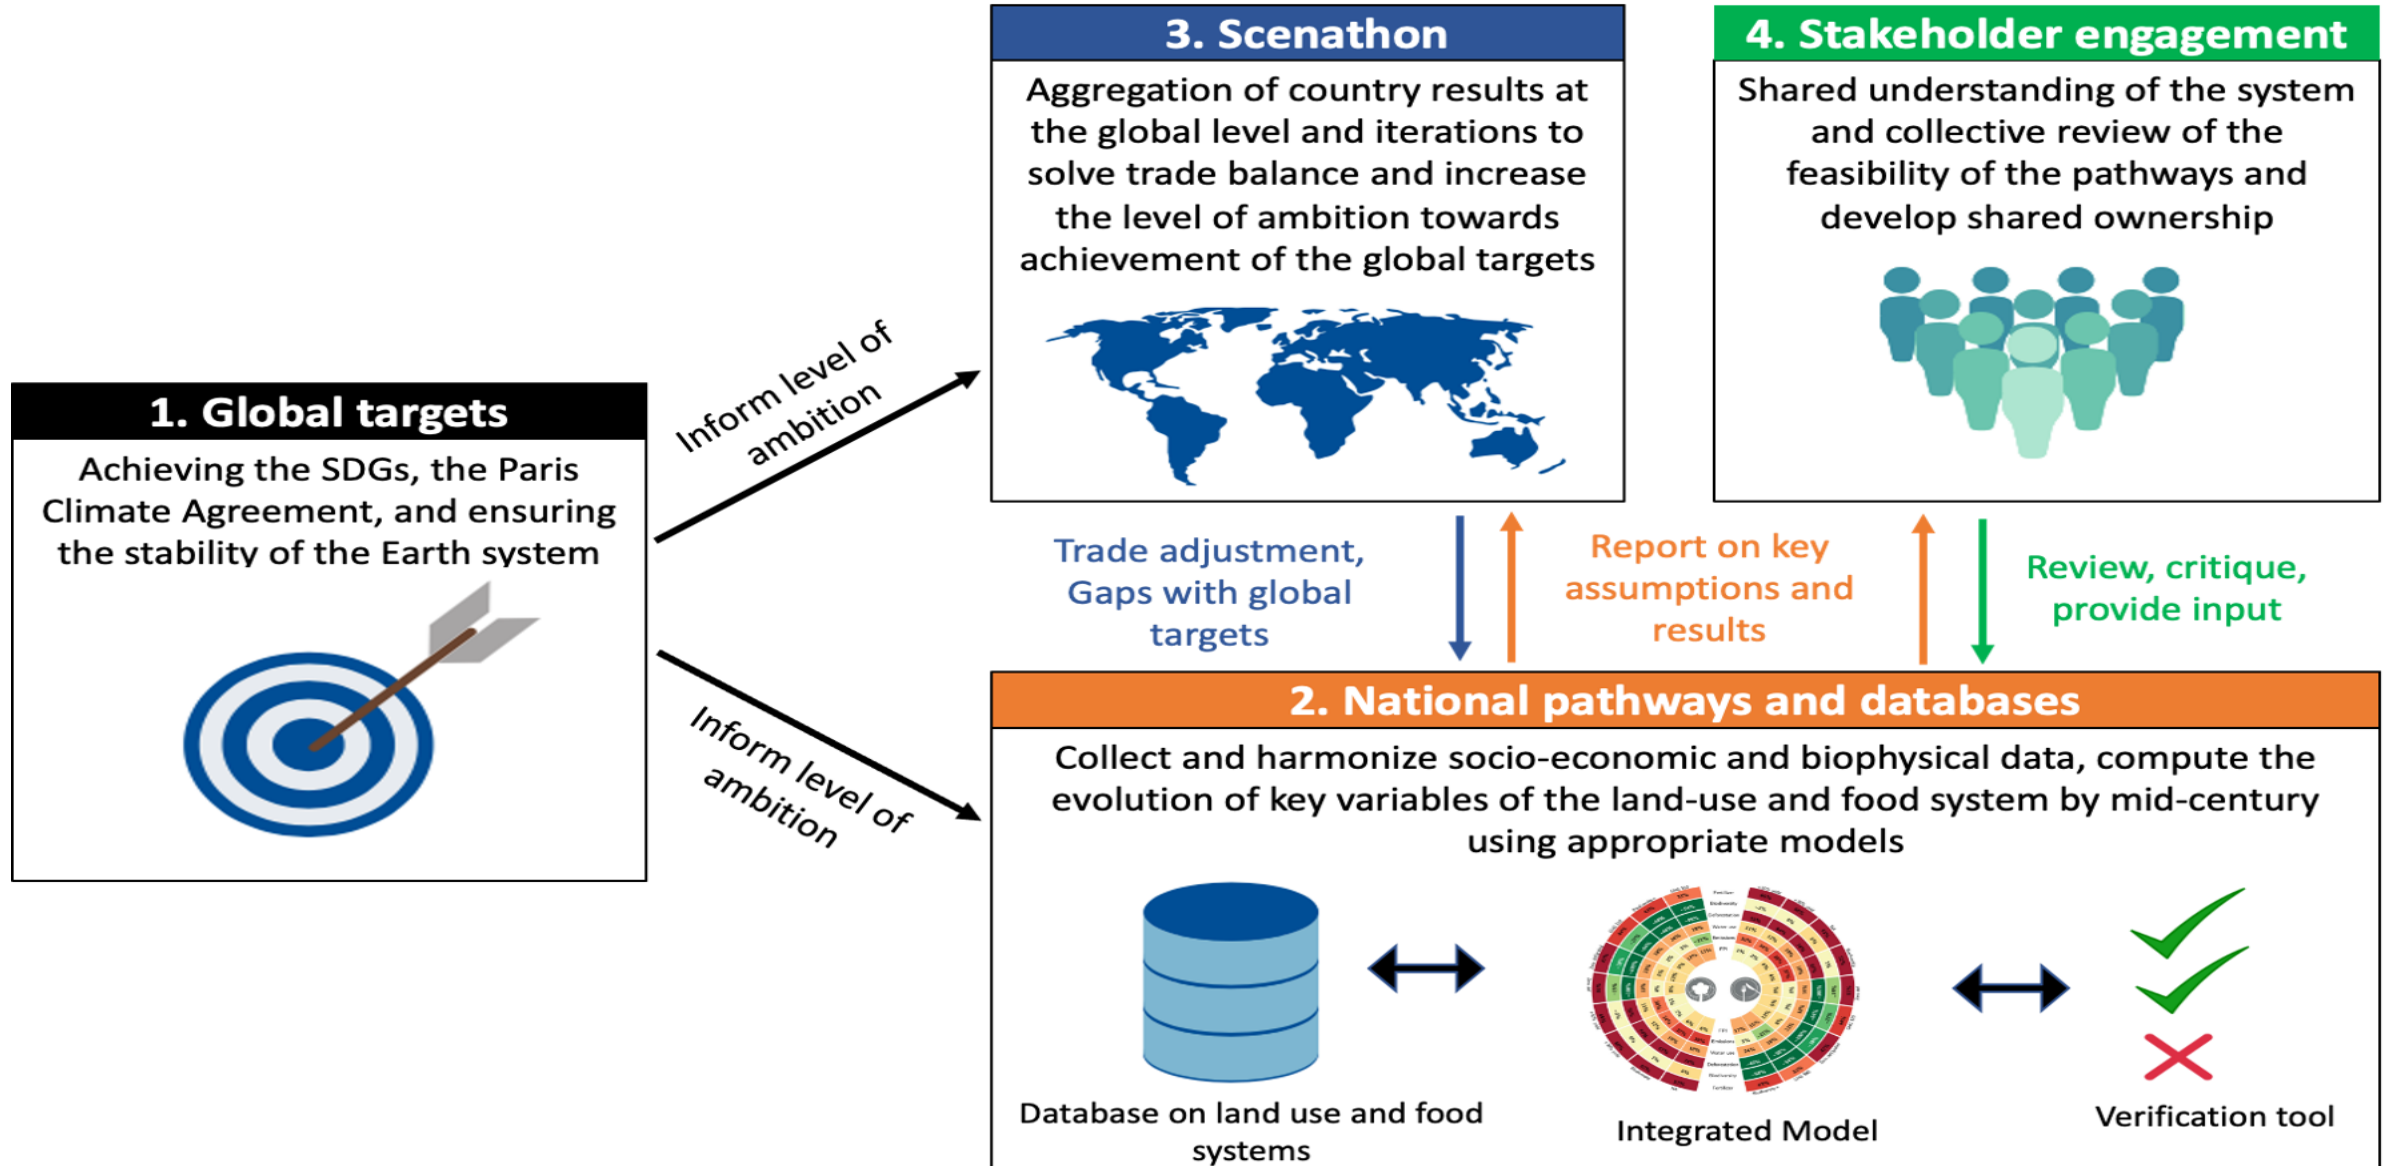 1. Global targets
Achieving the SDGs, the Paris
Climate Agreement, and ensuring
the stability of the Earth system
Inform level of
ambition
Inform level of
ambition
3. Scenathon
Aggregation of country results at
the global level and iterations to
solve trade balance and increase
the level of ambition towards
achievement of the global targets
4. Stakeholder engagement
Shared understanding of the system
and collective review of the
feasibility of the pathways and
develop shared ownership
Trade adjustment,
Gaps with global
targets
Report on key
assumptions and
results
Review, critique,
provide input
2. National pathways and databases
Collect and harmonize socio-economic and biophysical data, compute the
evolution of key variables of the land-use and food system by mid-century
using appropriate models
Database on land use and food
systems
Integrated Model
Verification tool